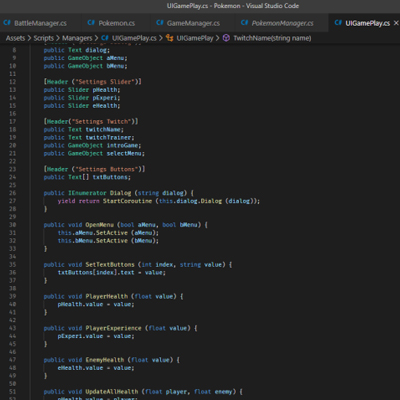 UIGamePlay.cs - Pokemon - Visual Studio Code
BattleManager.cs Pokemon.cs GameManager.cs PokemonManager.cs UIGamePlay.cs
Assets > Scripts > Managers > UIGamePlay.cs > UIGamePlay > TwitchName(string name)
8 public Text dialog;
9 public GameObject aMenu;
10 public GameObject bMenu;
11
12 [Header ("Settings Slider")]
13 public Slider pHealth;
14 public Slider pExperi;
15 public Slider eHealth;
16
17 [Header("Settings Twitch")]
18 public Text twitchName;
19 public Text twitchTrainer;
20 public GameObject introGame;
21 public GameObject selectMenu;
22
23 [Header ("Settings Buttons")]
24 public Text[] txtButtons;
25
26 public IEnumerator Dialog (string dialog) {
27 yield return StartCoroutine (this.dialog.Dialog (dialog));
28 }
29
30 public void OpenMenu (bool aMenu, bool bMenu) {
31 this.aMenu.SetActive (aMenu);
32 this.bMenu.SetActive (bMenu);
33 }
34
35 public void SetTextButtons (int index, string value) {
36 txtButtons[index].text = value;
37 }
38
39 public void PlayerHealth (float value) {
40 pHealth.value = value;
41 }
42
43 public void PlayerExperience (float value) {
44 pExperi.value = value;
45 }
46
47 public void EnemyHealth (float value) {
48 eHealth.value = value;
49 }
50
51 public void UpdateAllHealth (float player, float enemy) {
pHealth.value = player;